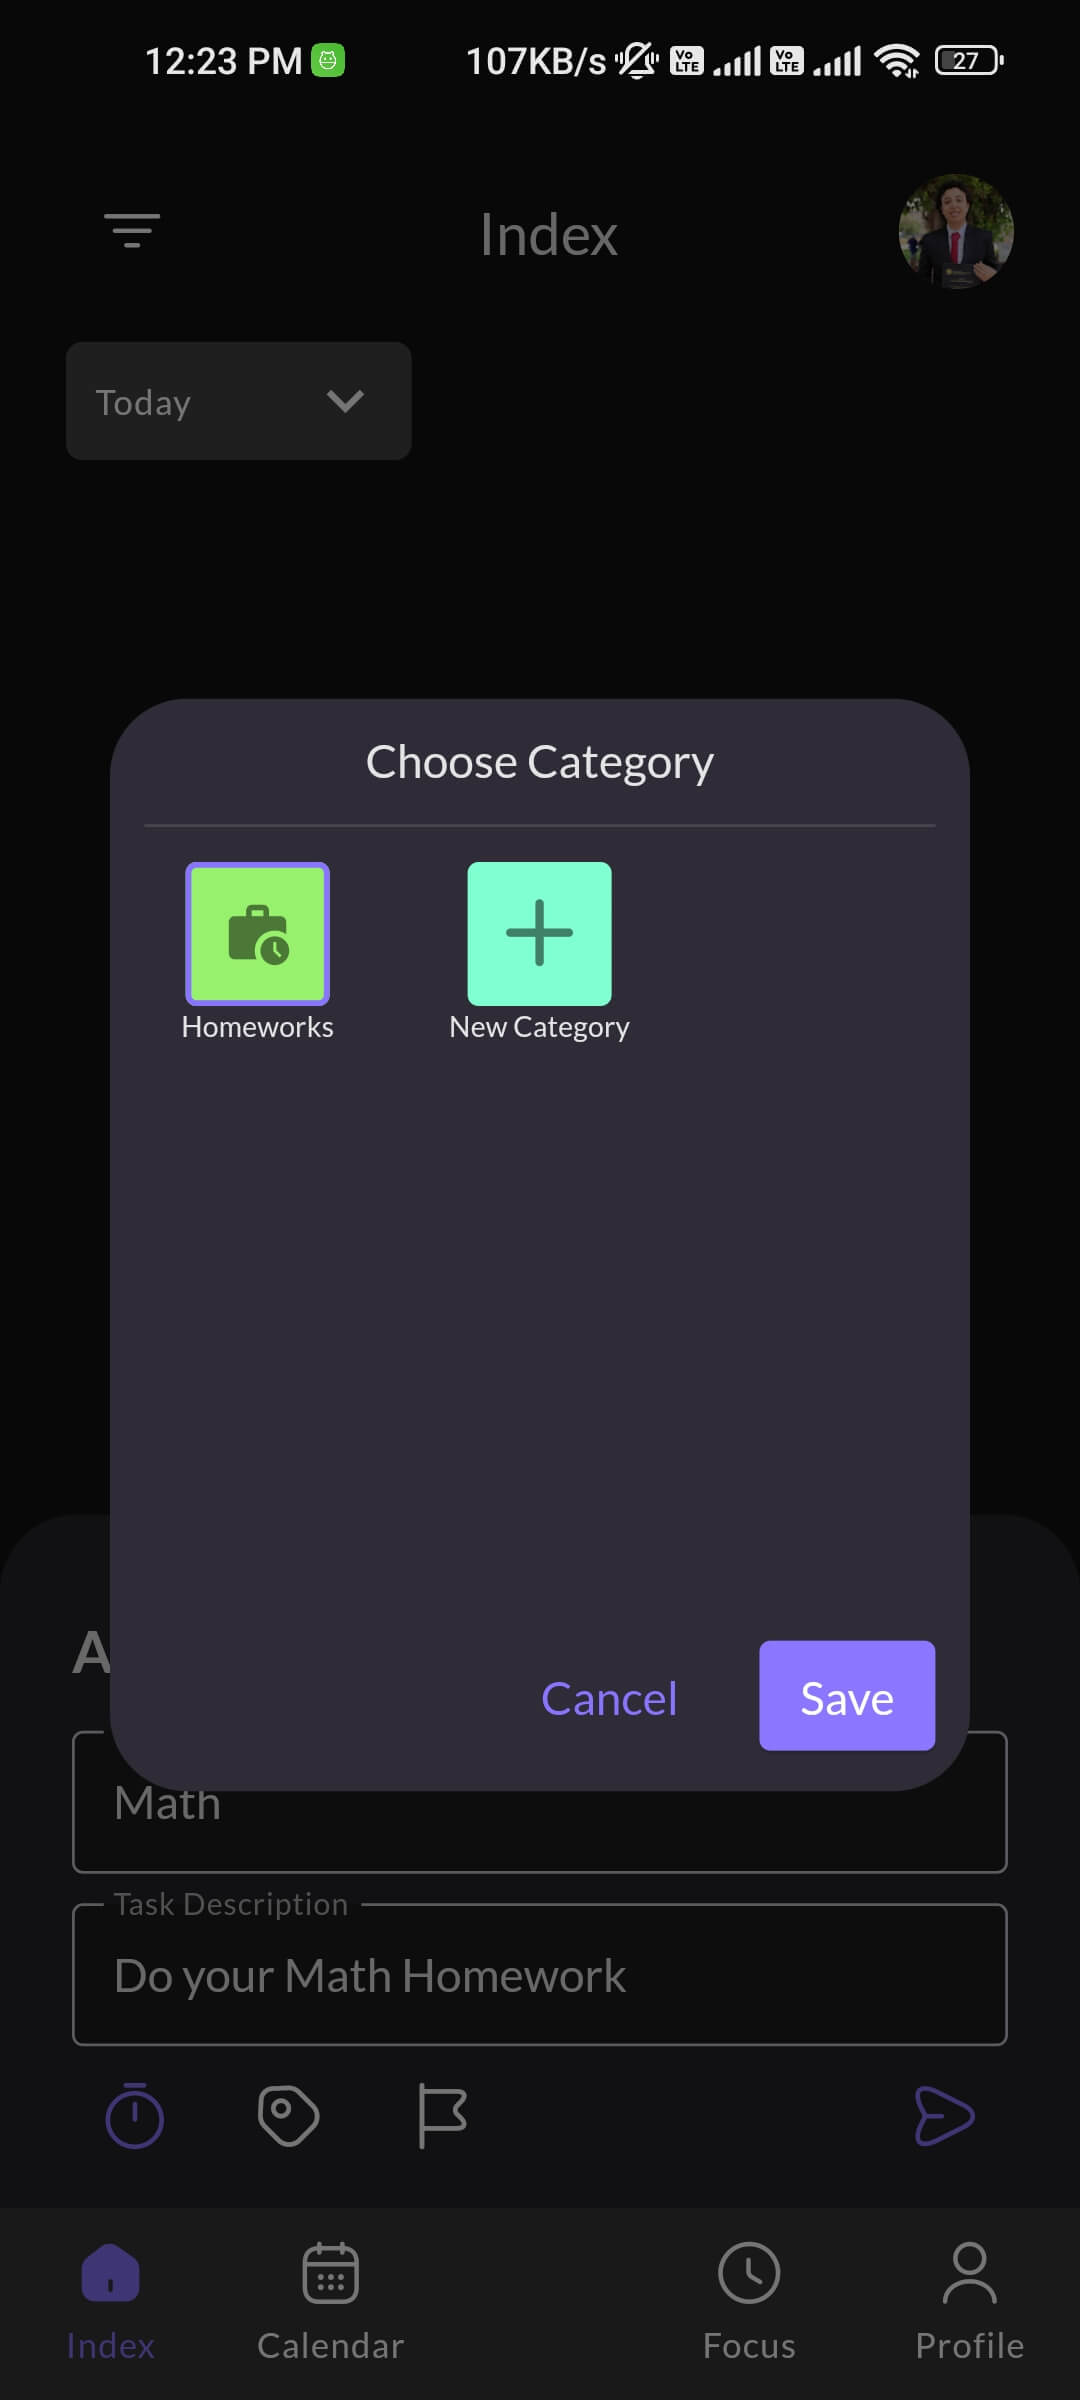 12:23 PM 107KB/s Vo LTE Vo LTE 27
Index
Today
Choose Category
Homeworks New Category
Cancel Save
Math
Task Description
Do your Math Homework
Index Calendar Focus Profile